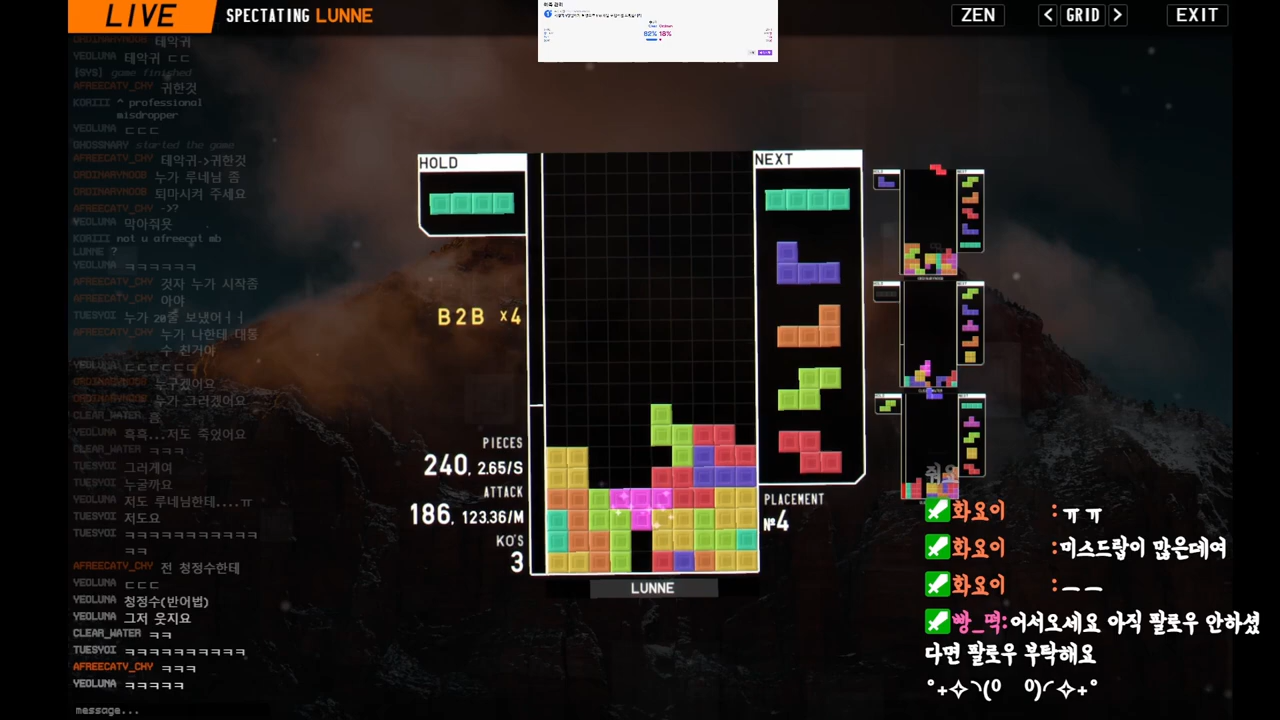 LIVE
SPECTATING LUNNE
ZEN
GRID
EXIT
62% 18%
YEOLUNA 테악귀 ㄷㄷ
[SYS] game finished
AFREECATV_CHY 귀한것
KORIII ^ professional
misdropper
YEOLUNA ㄷㄷㄷ
GHOSSMARY started the game
AFREECATV_CHY 테악귀->귀한것
ORDINARYNOOB 누가 루네님 좀
ORDINARYNOOB 퇴마시켜 주세요
AFREECATV_CHY ->?
YEOLUNA 막아줘욧
KORIII not u afreecat mb
LUNNE ?
YEOLUNA ㅋㅋㅋㅋㅋㅋ
AFREECATV_CHY 것자 누가 시작좀
AFREECATV_CHY 아야
TUESYOI 누가 20줄 보냈어ㅓㅓ
AFREECATV_CHY 누가 나한테 대통
수 친거야
YEOLUNA ㄷㄷㄷㄷㄷㄷ
ORDINARYNOOB 누구겠어요
ORDINARYNOOB 누가 그러겠어요
CLEAR_WATER 흠
YEOLUNA 흑흑...저도 죽었어요
CLEAR_WATER ㅋㅋㅋ
TUESYOI 그러게여
TUESYOI 누굴까요
YEOLUNA 저도 루네님한테....ㅠ
TUESYOI 저도요
TUESYOI ㅋㅋㅋㅋㅋㅋㅋㅋㅋㅋㅋ
ㅋㅋ
AFREECATV_CHY 전 청정수한테
YEOLUNA ㄷㄷㄷ
YEOLUNA 청정수(반어법)
YEOLUNA 그저 웃지요
CLEAR_WATER ㅋㅋ
TUESYOI ㅋㅋㅋㅋㅋㅋㅋㅋㅋㅋ
AFREECATV_CHY ㅋㅋㅋ
YEOLUNA ㅋㅋㅋㅋㅋ
message...
HOLD
NEXT
B2B ×4
PIECES
240, 2.65/S
ATTACK
186, 123.36/M
KO'S
3
PLACEMENT
№4
LUNNE
화요이 :ㅠㅠ
화요이 :미스드랍이 많은데여
화요이 :ㅡㅡ
빵_떡:어서오세요 아직 팔로우 안하셨
다면 팔로우 부탁해요